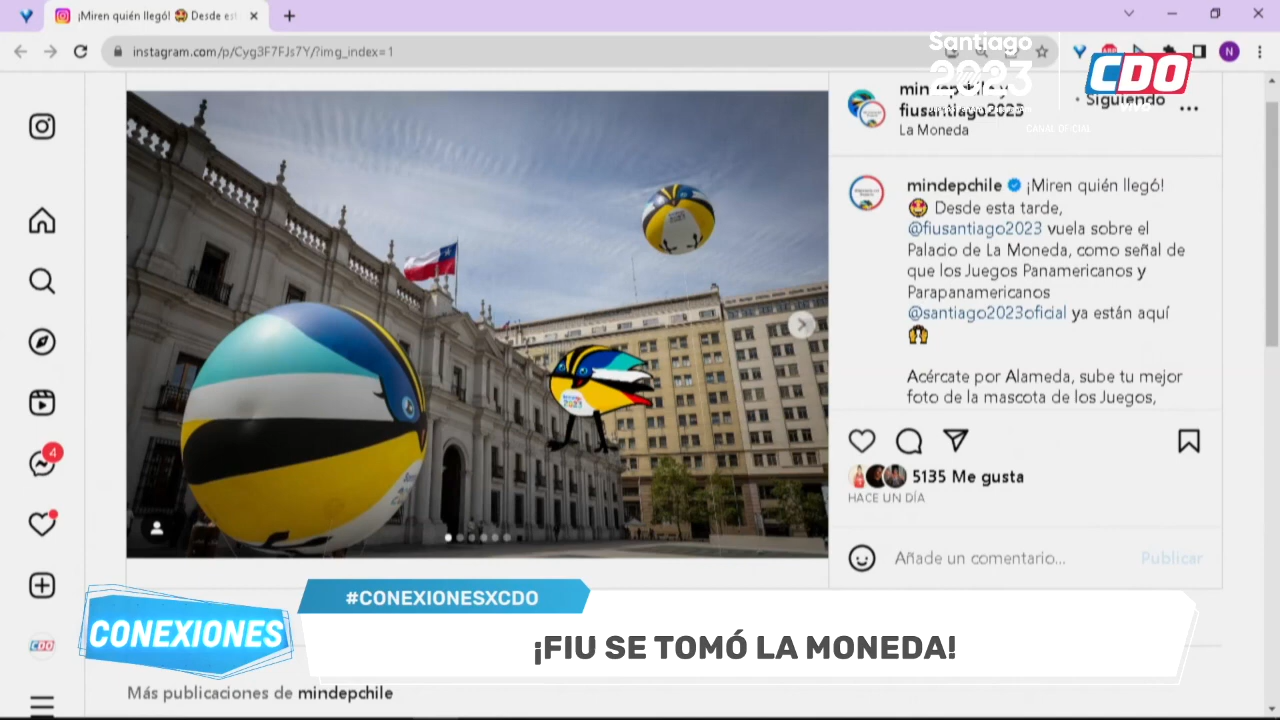 ¡Miren quién llegó! 🤩 Desde est
instagram.com/p/Cyg3F7FJs7Y/?img_index=1
N
Santiago
2023
CDO
CANAL OFICIAL
mindepchile y
fiusantiago2023
• Siguiendo
La Moneda
mindepchile ¡Miren quién llegó!
🤩 Desde esta tarde,
@fiusantiago2023 vuela sobre el
Palacio de La Moneda, como señal de
que los Juegos Panamericanos y
Parapanamericanos
@santiago2023oficial ya están aquí
🙌
Acércate por Alameda, sube tu mejor
foto de la mascota de los Juegos,
2023
4
5135 Me gusta
HACE UN DÍA
Añade un comentario...
Publicar
#CONEXIONESXCDO
CONEXIONES
¡FIU SE TOMÓ LA MONEDA!
CDO
Más publicaciones de mindepchile